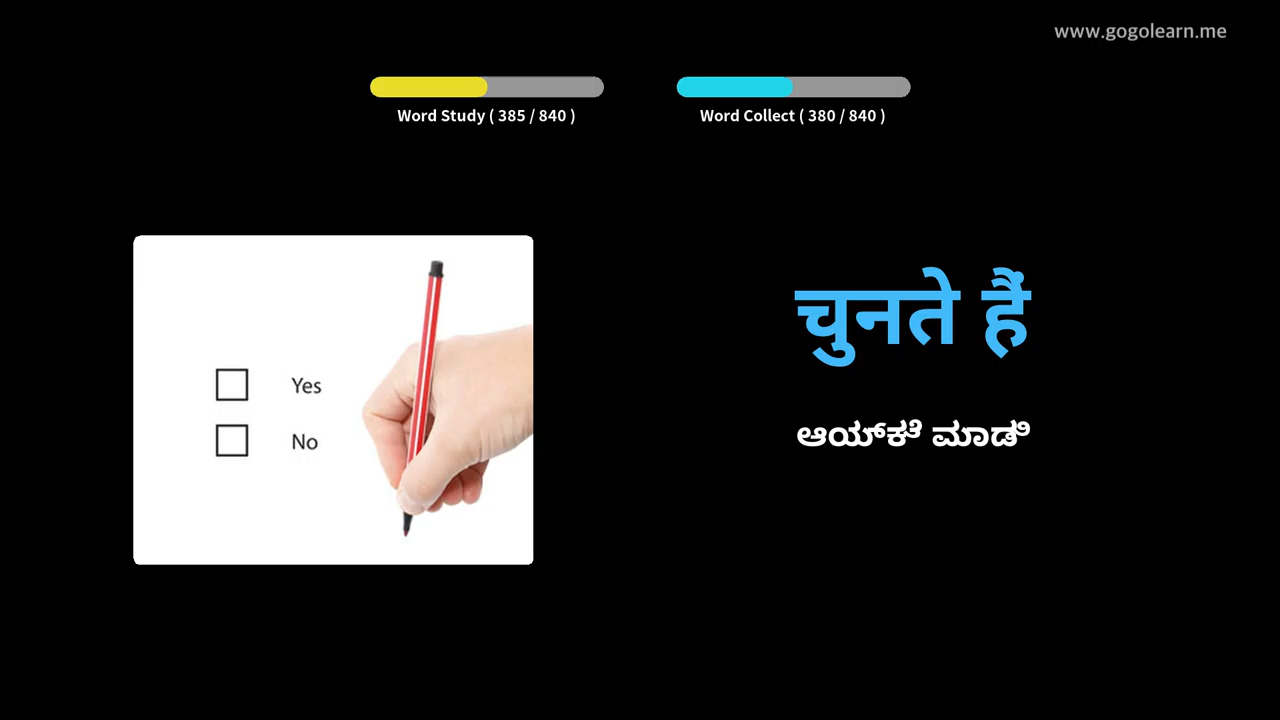 www.gogolearn.me
Word Study ( 385 / 840 )
Word Collect ( 380 / 840 )
चुनते हैं
ಆಯ್ಕೆ ಮಾಡಿ
Yes
No